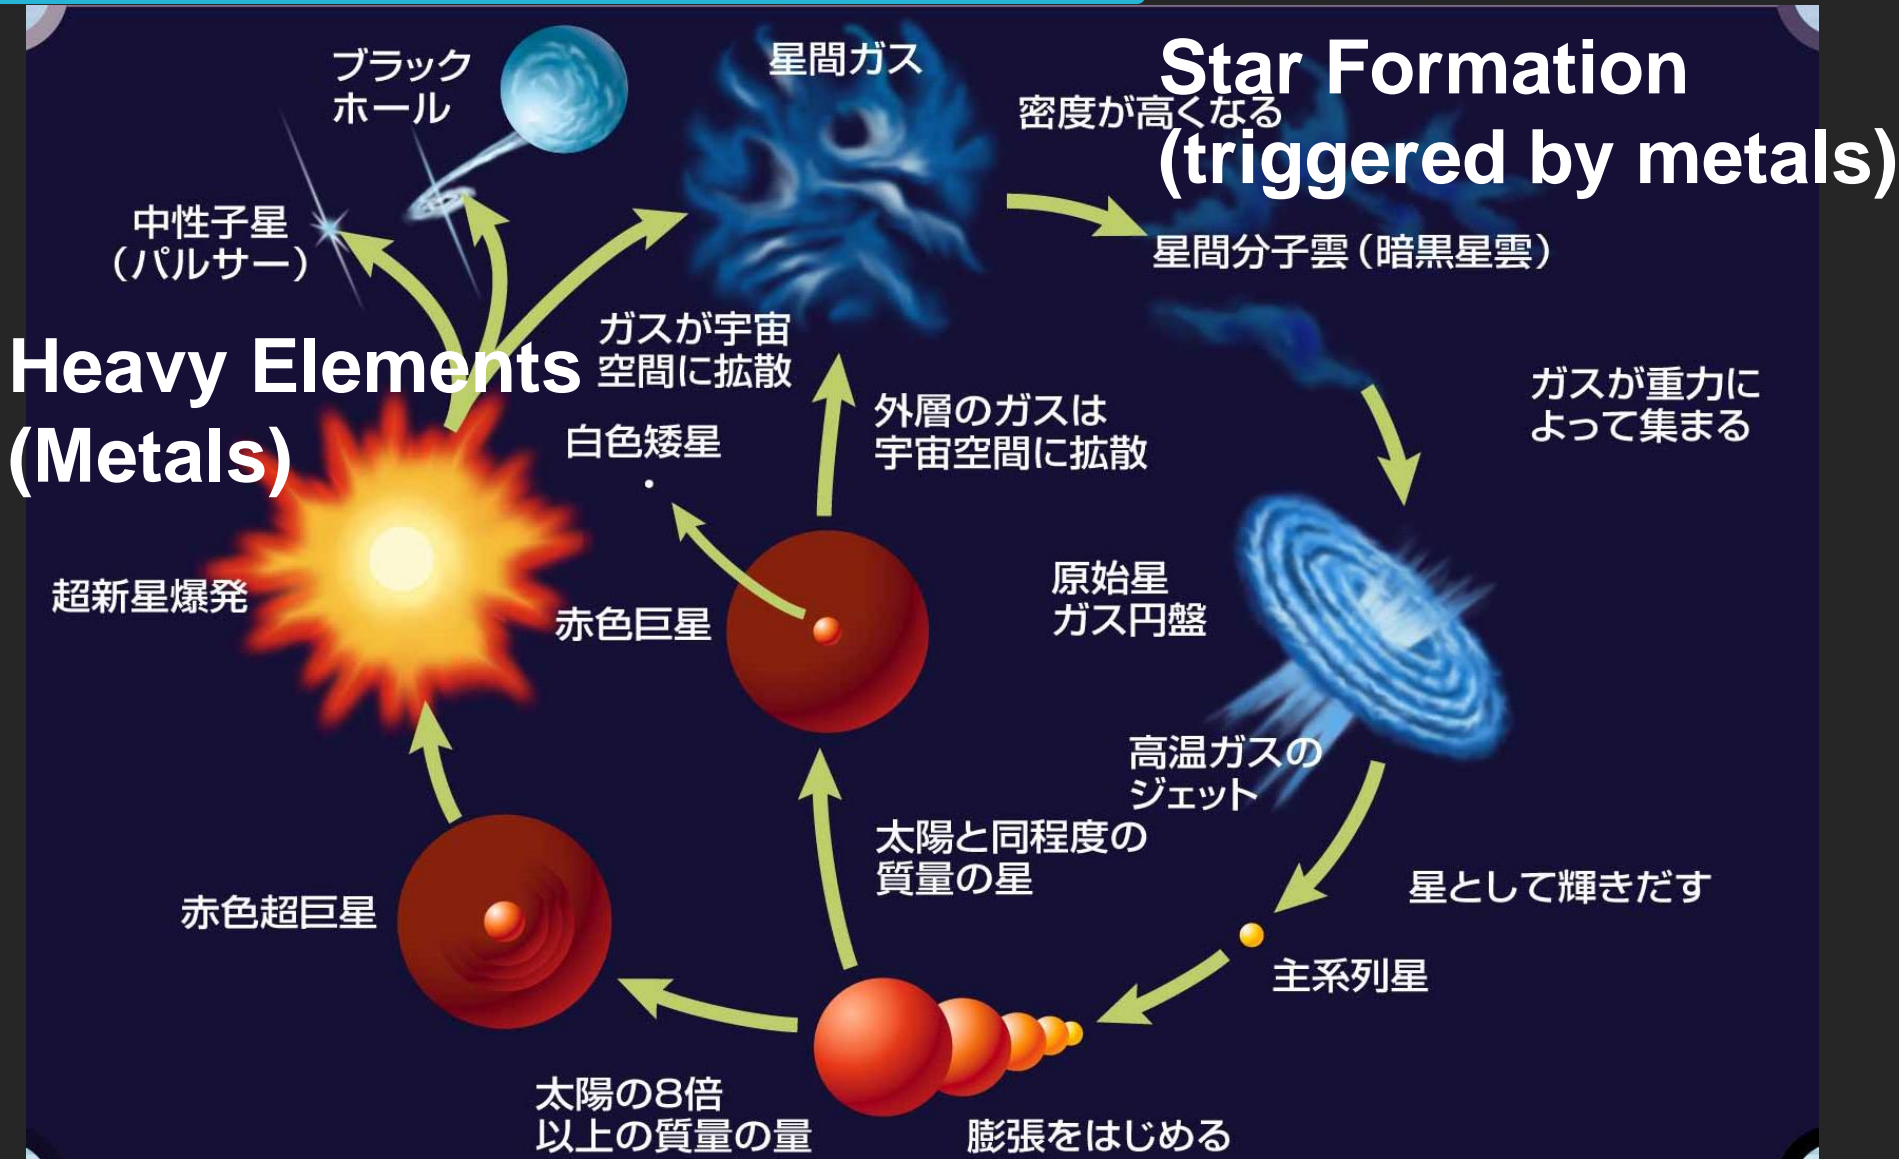 ブラック
ホール
星間ガス
Star Formation
(triggered by metals)
密度が高くなる
中性子星
（パルサー）
星間分子雲（暗黒星雲）
Heavy Elements
(Metals)
ガスが宇宙
空間に拡散
外層のガスは
宇宙空間に拡散
白色矮星
ガスが重力に
よって集まる
超新星爆発
赤色巨星
原始星
ガス円盤
高温ガスの
ジェット
太陽と同程度の
質量の星
星として輝きだす
赤色超巨星
主系列星
太陽の8倍
以上の質量の量
膨張をはじめる